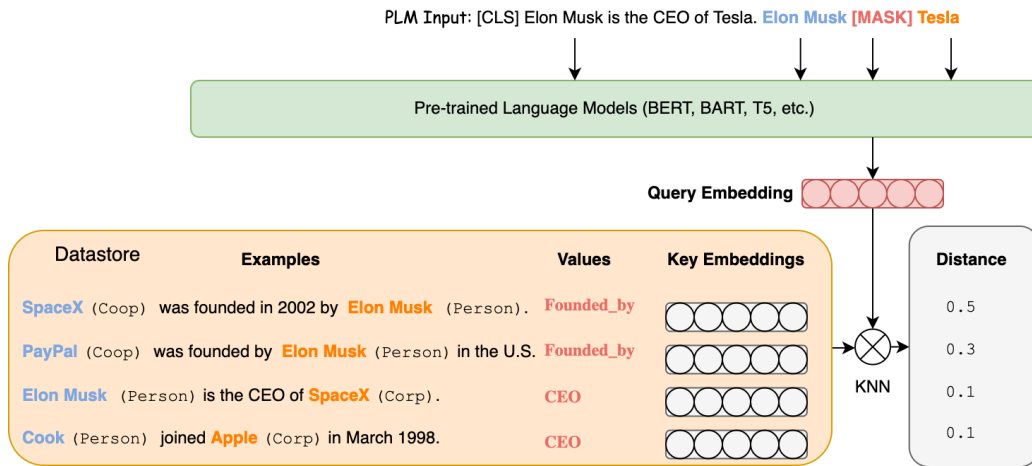 PLM Input: [CLS] Elon Musk is the CEO of Tesla. Elon Musk [MASK] Tesla
Pre-trained Language Models (BERT, BART, T5, etc.)
Query Embedding
Datastore
Examples Values Key Embeddings Distance
SpaceX (Coop) was founded in 2002 by Elon Musk (Person). Founded_by 0.5
PayPal (Coop) was founded by Elon Musk (Person) in the U.S. Founded_by 0.3
KNN
Elon Musk (Person) is the CEO of SpaceX (Corp). CEO 0.1
Cook (Person) joined Apple (Corp) in March 1998. CEO 0.1